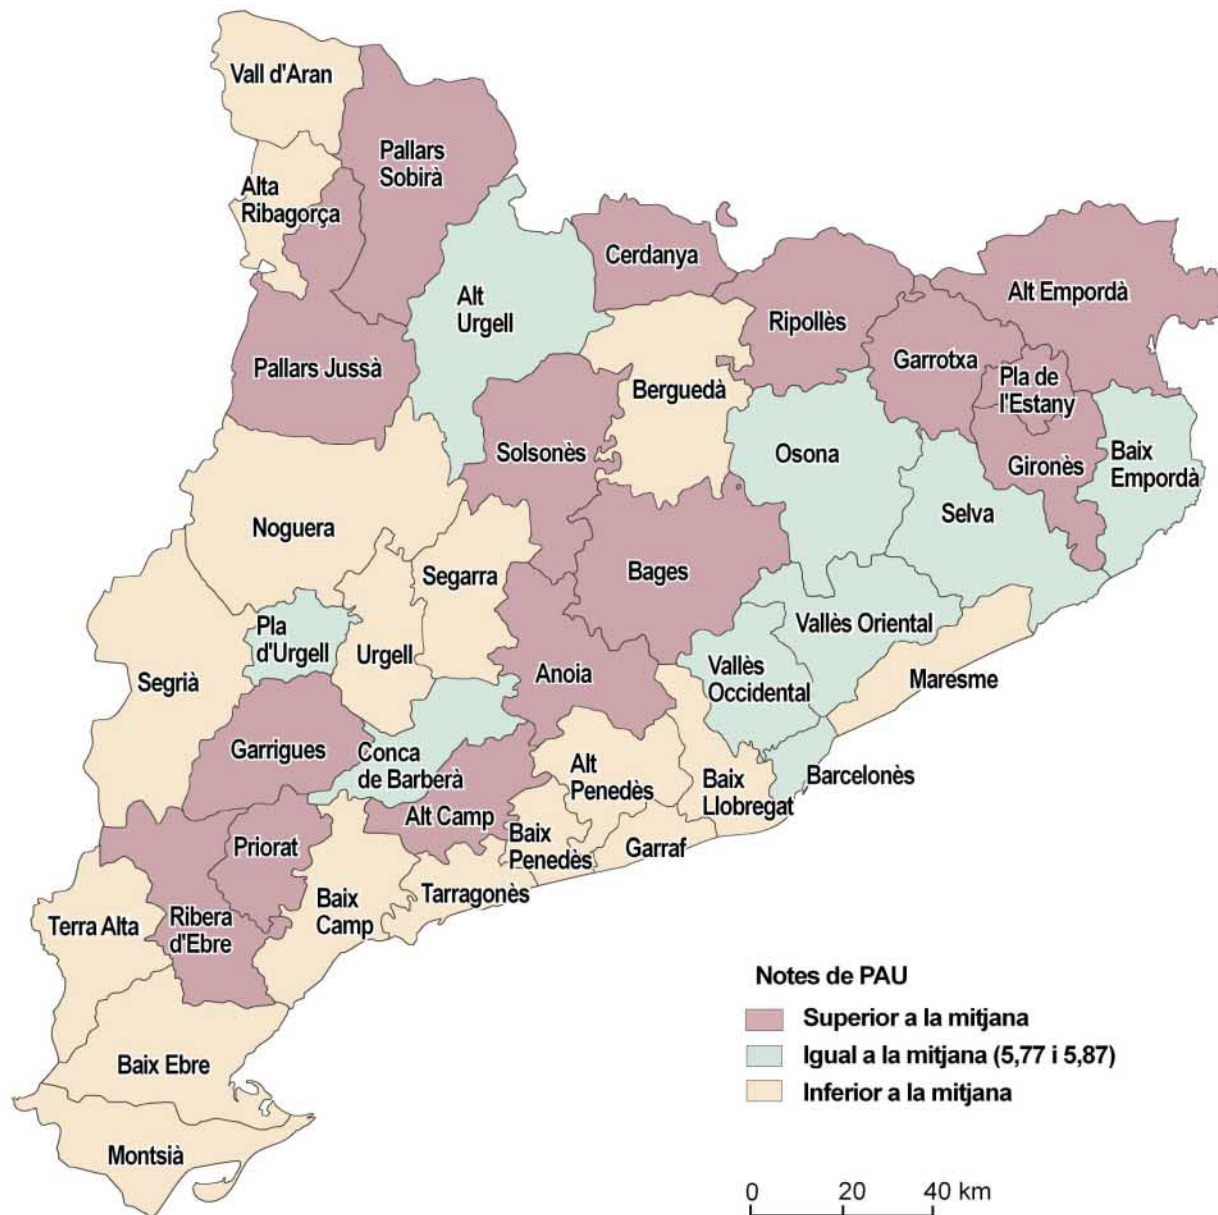 Vall d'Aran
Pallars
Sobirà
Alta
Ribagorça
Cerdanya
Alt
Urgell
Alt Empordà
Ripollès
Garrotxa
Pallars Jussà
Pla de
l'Estany
Berguedà
Solsonès
Osona
Gironès
Baix
Empordà
Selva
Noguera
Segarra
Bages
Pla
d'Urgell
Urgell
Vallès Oriental
Segrià
Anoia
Vallès
Occidental
Maresme
Garrigues
Conca
de Barberà
Alt
Penedès
Baix
Llobregat
Barcelonès
Alt Camp
Priorat
Baix
Penedès
Garraf
Tarragonès
Baix
Camp
Terra Alta
Ribera
d'Ebre
Baix Ebre
Montsià
Notes de PAU
Superior a la mitjana
Igual a la mitjana (5,77 i 5,87)
Inferior a la mitjana
0 20 40 km